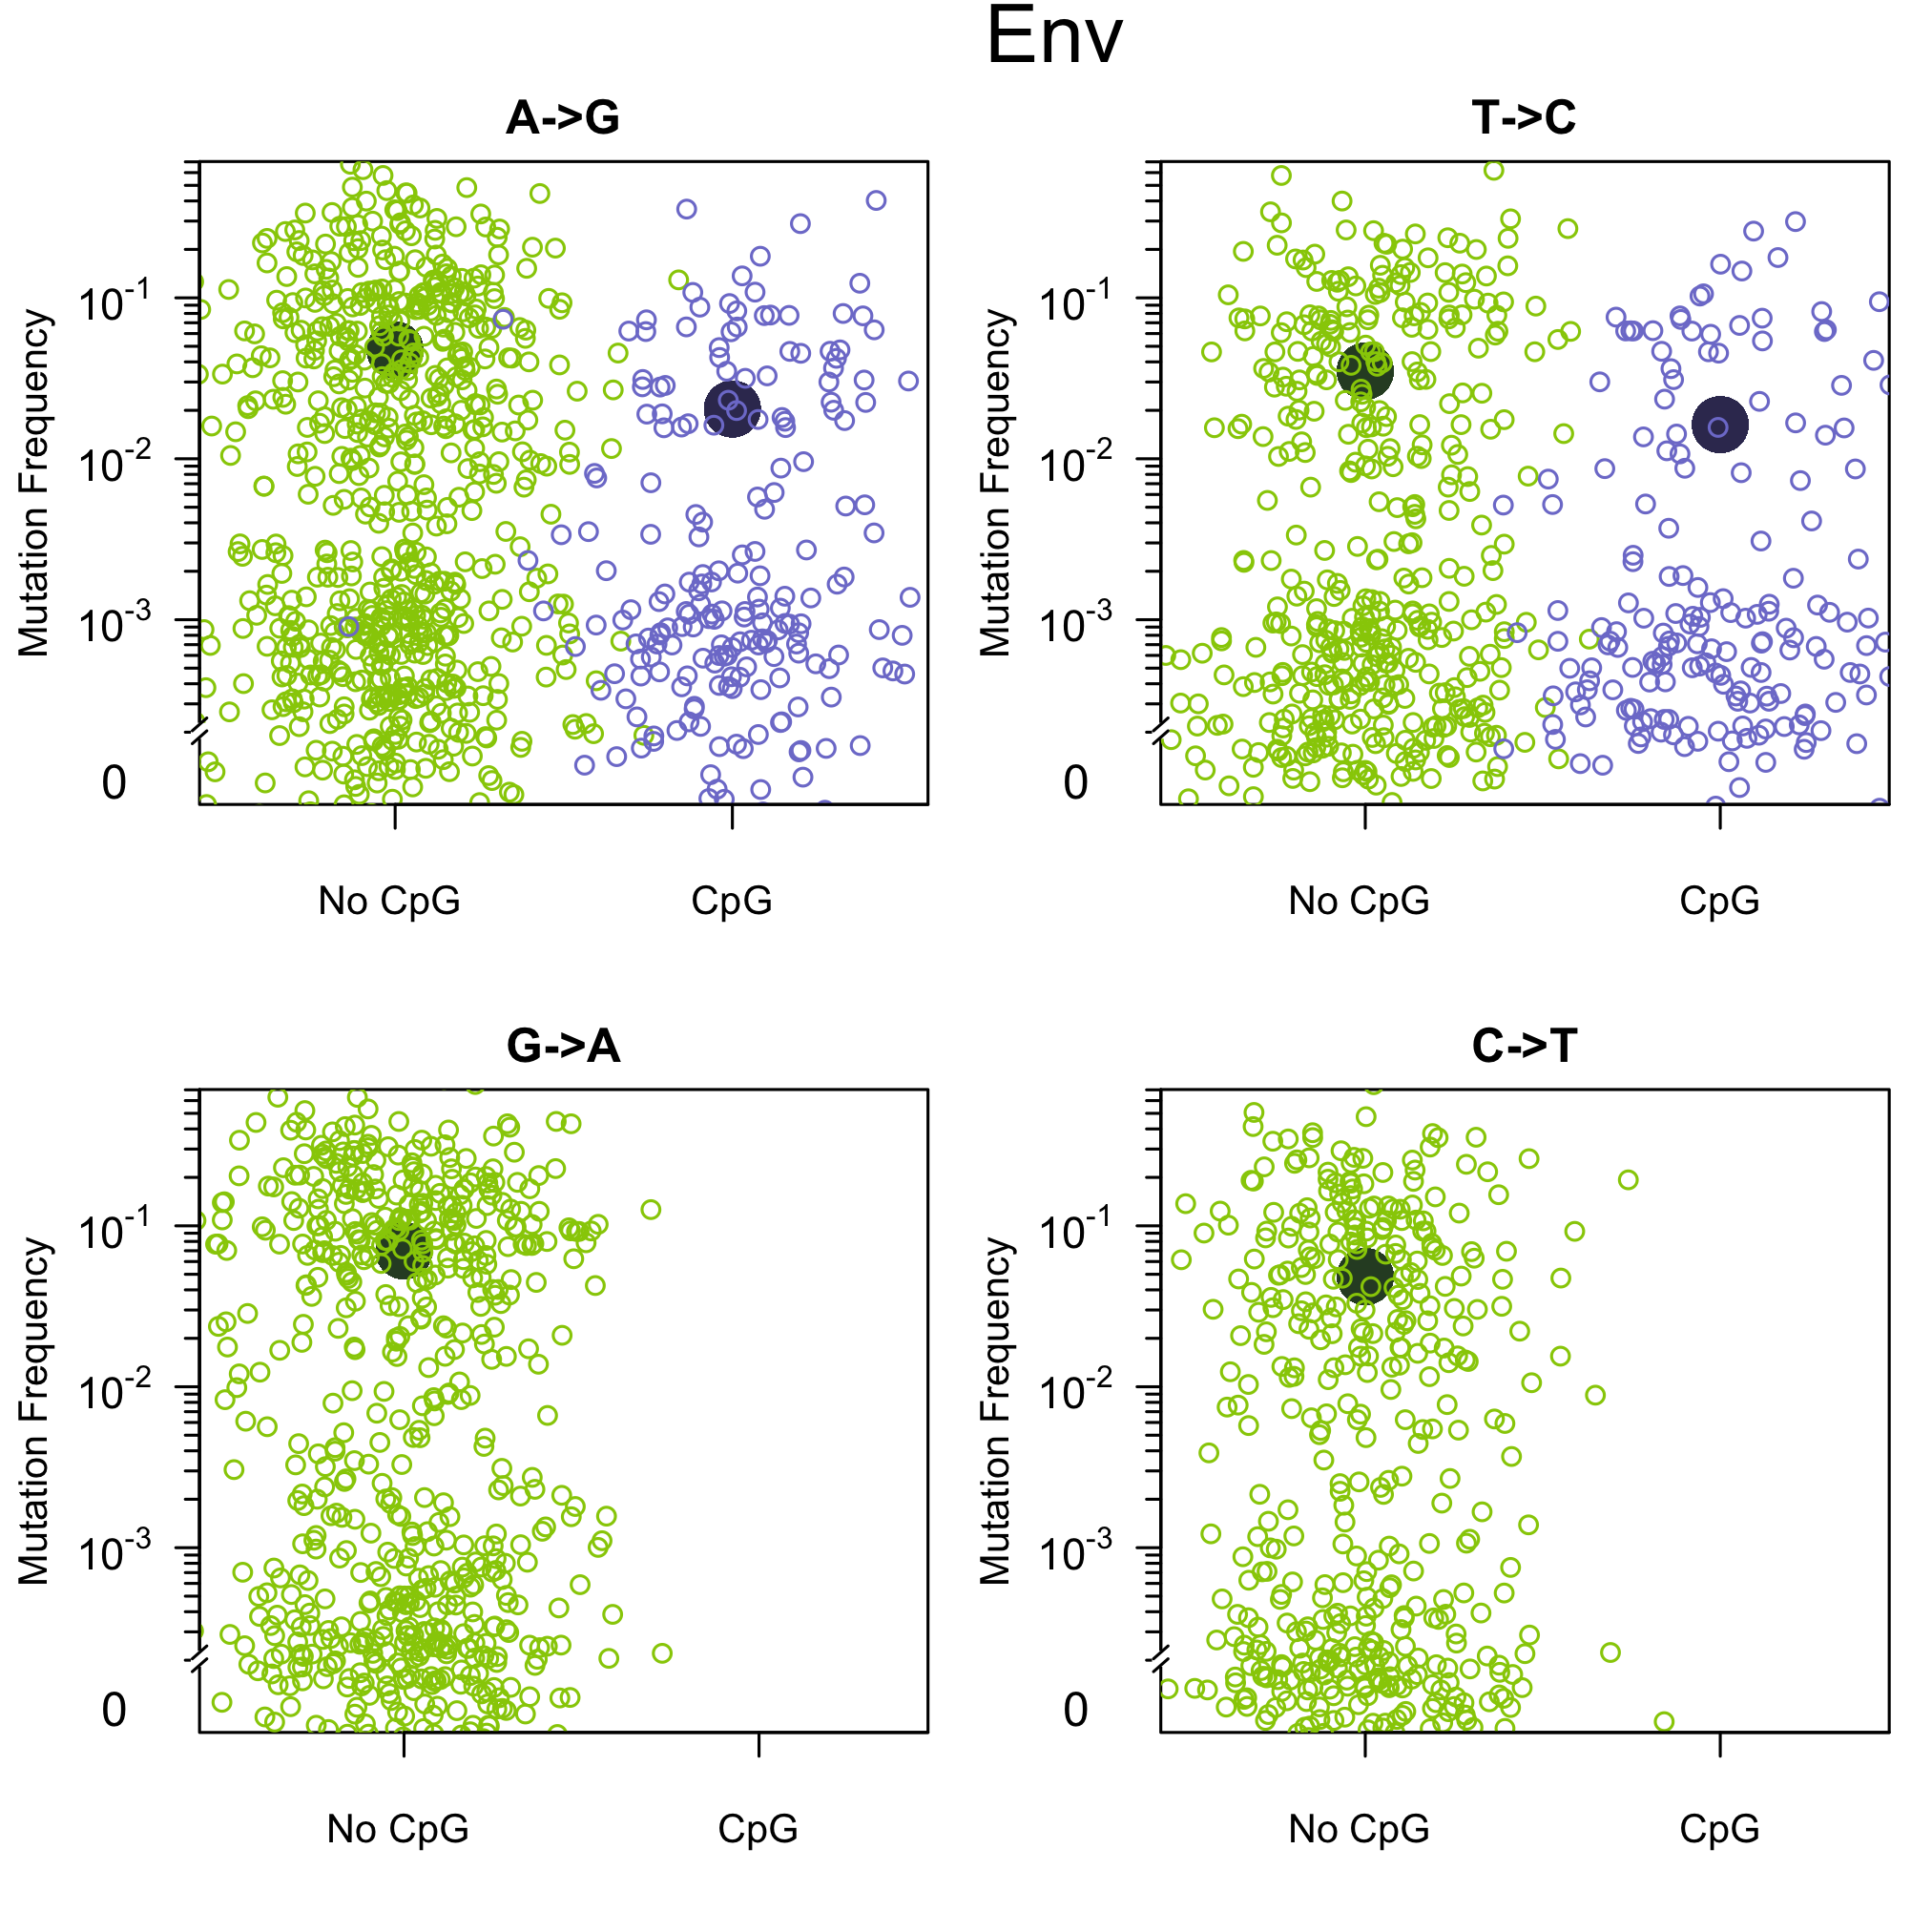 Env
A->G
T->C
Mutation Frequency
10-1
10-2
10-3
0
No CpG
CpG
Mutation Frequency
10-1
10-2
10-3
0
No CpG
CpG
G->A
C->T
Mutation Frequency
10-1
10-2
10-3
0
No CpG
CpG
Mutation Frequency
10-1
10-2
10-3
0
No CpG
CpG